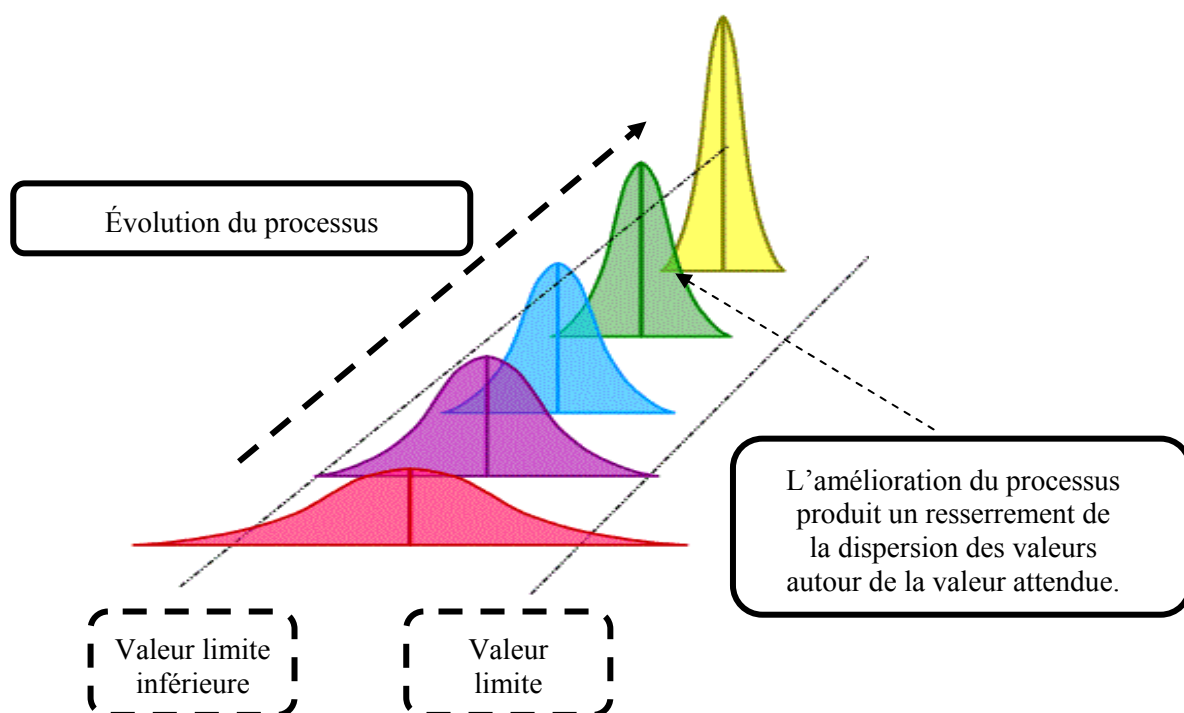 Évolution du processus
L’amélioration du processus
produit un resserrement de
la dispersion des valeurs
autour de la valeur attendue.
Valeur limite
inférieure
Valeur
limite